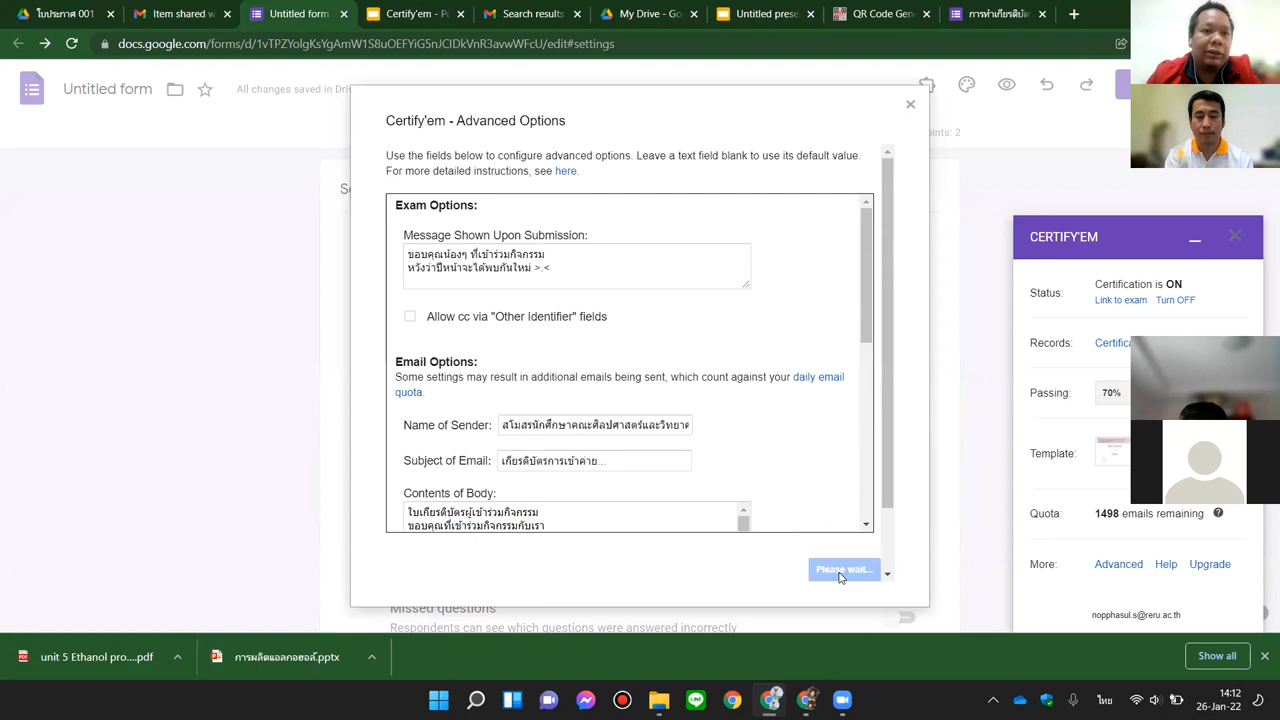 ใบประกาศ 001
Item shared w
Untitled form
Certify'em - Pu
Search results
My Drive - Goo
Untitled prese
QR Code Gene
การทำเกียรติบัตร
docs.google.com/forms/d/1vTPZYolgKsYgAmW1S8uOEFYiG5nJCIDkVnR3avwWFcU/edit#settings
Untitled form
All changes saved in Driv
oints: 2
Certify'em - Advanced Options
Use the fields below to configure advanced options. Leave a text field blank to use its default value.
For more detailed instructions, see here.
Exam Options:
Message Shown Upon Submission:
ขอบคุณน้องๆ ที่เข้าร่วมกิจกรรม
หวังว่าปีหน้าจะได้พบกันใหม่ >.<
Allow cc via "Other Identifier" fields
Email Options:
Some settings may result in additional emails being sent, which count against your daily email
quota.
Name of Sender: สโมสรนักศึกษาคณะศิลปศาสตร์และวิทยาศ
Subject of Email: เกียรติบัตรการเข้าค่าย...
Contents of Body:
ใบเกียรติบัตรผู้เข้าร่วมกิจกรรม
ขอบคุณที่เข้าร่วมกิจกรรมกับเรา
Please wait...
Missed questions
Respondents can see which questions were answered incorrectly
CERTIFY'EM
Status: Certification is ON
Link to exam Turn OFF
Records: Certific
Passing: 70%
Template:
Quota: 1498 emails remaining
More: Advanced Help Upgrade
nopphasul.s@reru.ac.th
unit 5 Ethanol pro....pdf
การผลิตแอลกอฮอล์.pptx
Show all
ไทย
14:12
26-Jan-22